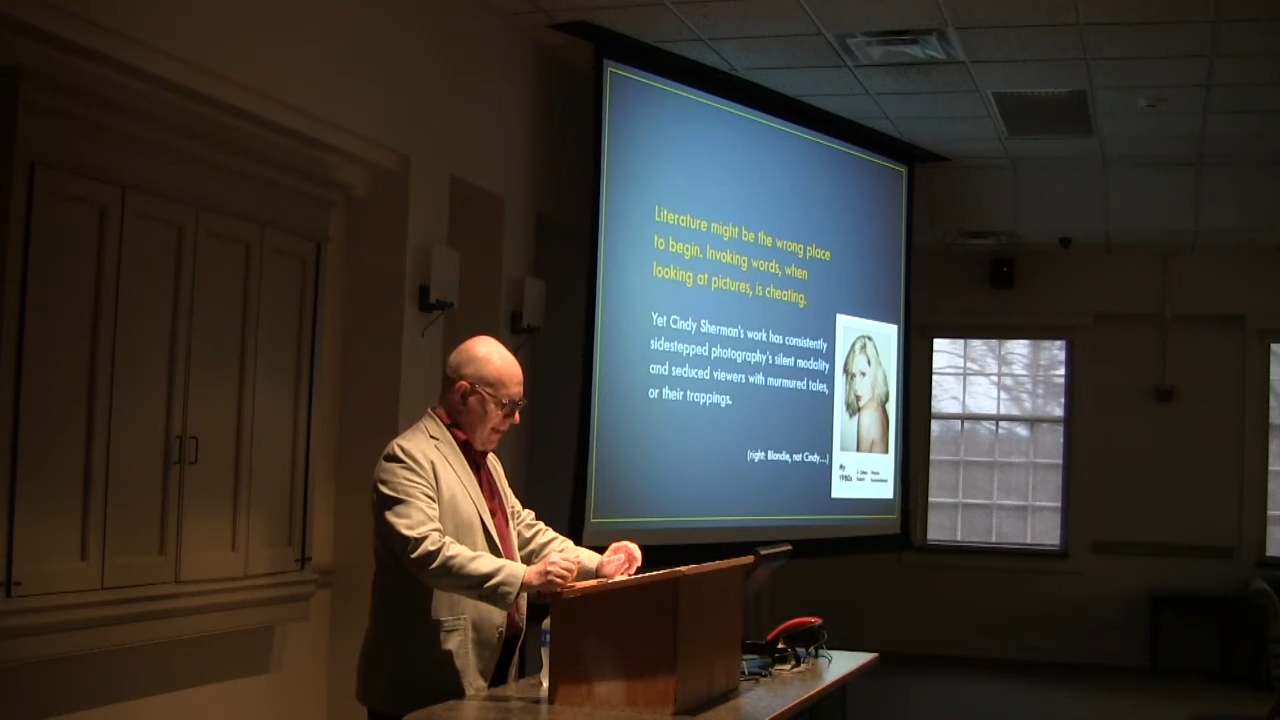 Literature might be the wrong place
to begin. Invoking words, when
looking at pictures, is cheating.
Yet Cindy Sherman's work has consistently
sidestepped photography's silent modality
and seduced viewers with murmured tales,
or their trappings.
(right: Blondie, not Cindy...)
My
1980s